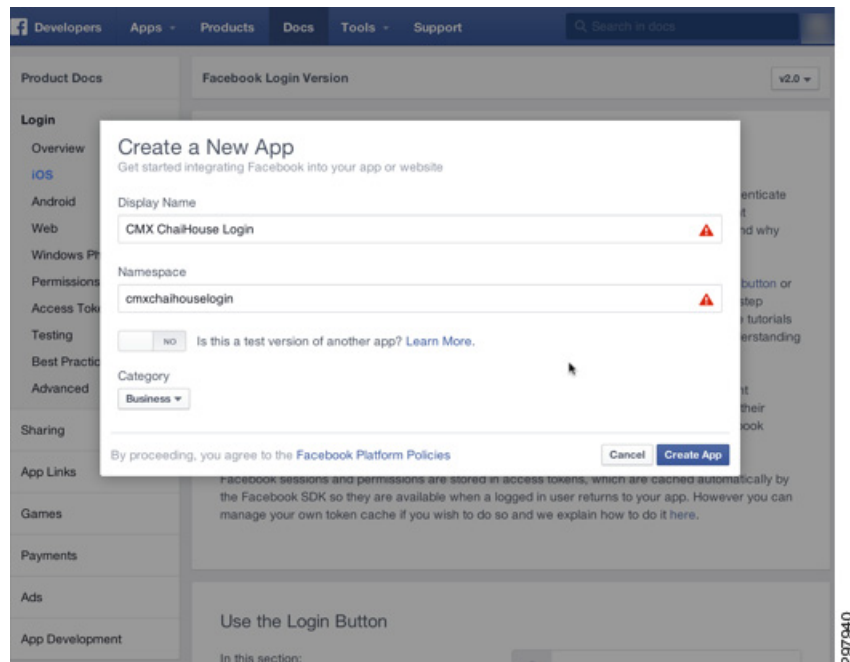 Developers Apps Products Docs Tools Support Search in docs
Product Docs
Facebook Login Version
v2.0
Login
Overview
iOS
Android
Web
Windows Ph
Permissions
Access Tok
Testing
Best Practic
Advanced
Sharing
App Links
Games
Payments
Ads
App Development
Create a New App
Get started integrating Facebook into your app or website
Display Name
CMX ChaiHouse Login
Namespace
cmxchaihouselogin
NO Is this a test version of another app? Learn More.
Category
Business
By proceeding, you agree to the Facebook Platform Policies
Cancel Create App
enticate
nd why
button or
step
tutorials
erstanding
their
Facebook sessions and permissions are stored in access tokens, which are cached automatically by
the Facebook SDK so they are available when a logged in user returns to your app. However you can
manage your own token cache if you wish to do so and we explain how to do it here.
Use the Login Button
In this section:
297940